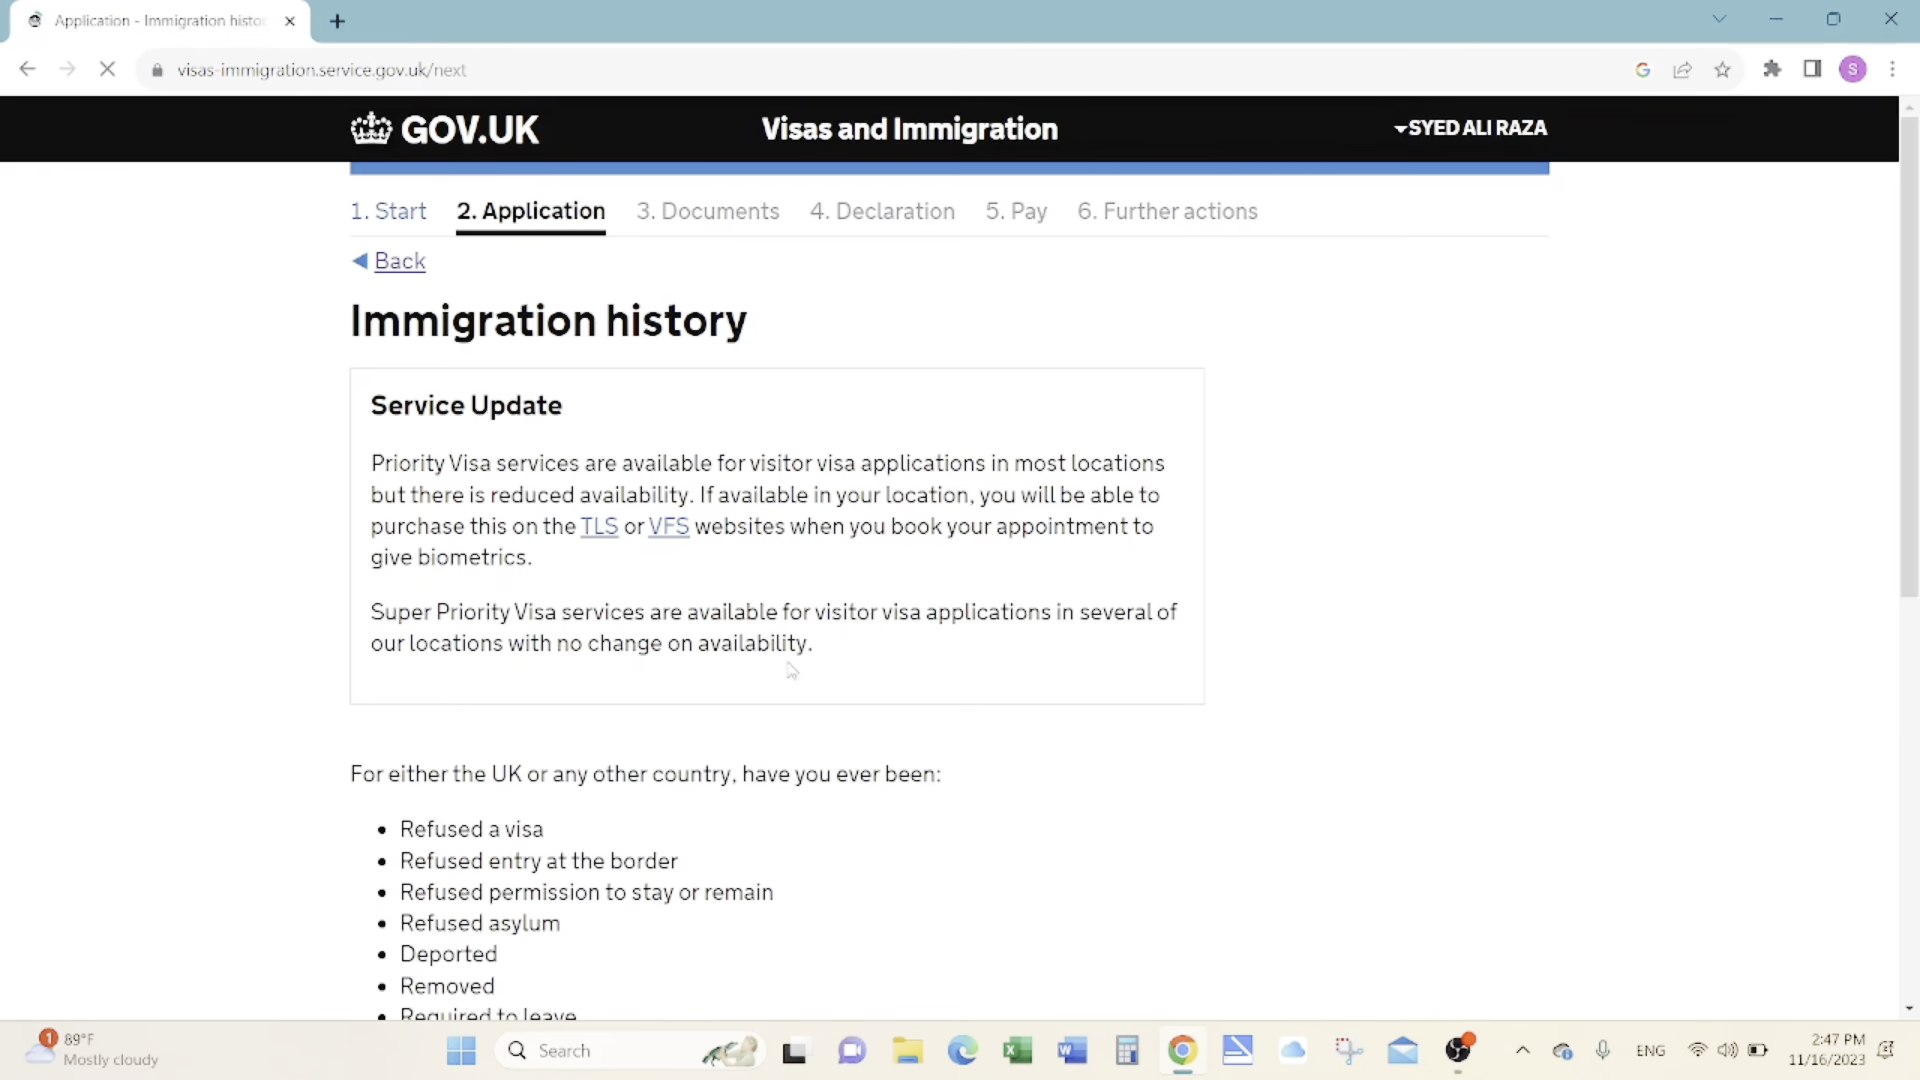 Application - Immigration histo
visas-immigration.service.gov.uk/next
S
GOV.UK
Visas and Immigration
SYED ALI RAZA
1. Start
2. Application
3. Documents
4. Declaration
5. Pay
6. Further actions
Back
Immigration history
Service Update
Priority Visa services are available for visitor visa applications in most locations
but there is reduced availability. If available in your location, you will be able to
purchase this on the TLS or VFS websites when you book your appointment to
give biometrics.
Super Priority Visa services are available for visitor visa applications in several of
our locations with no change on availability.
For either the UK or any other country, have you ever been:
• Refused a visa
• Refused entry at the border
• Refused permission to stay or remain
• Refused asylum
• Deported
• Removed
• Required to leave
1
89°F
Mostly cloudy
Search
ENG
2:47 PM
11/16/2023